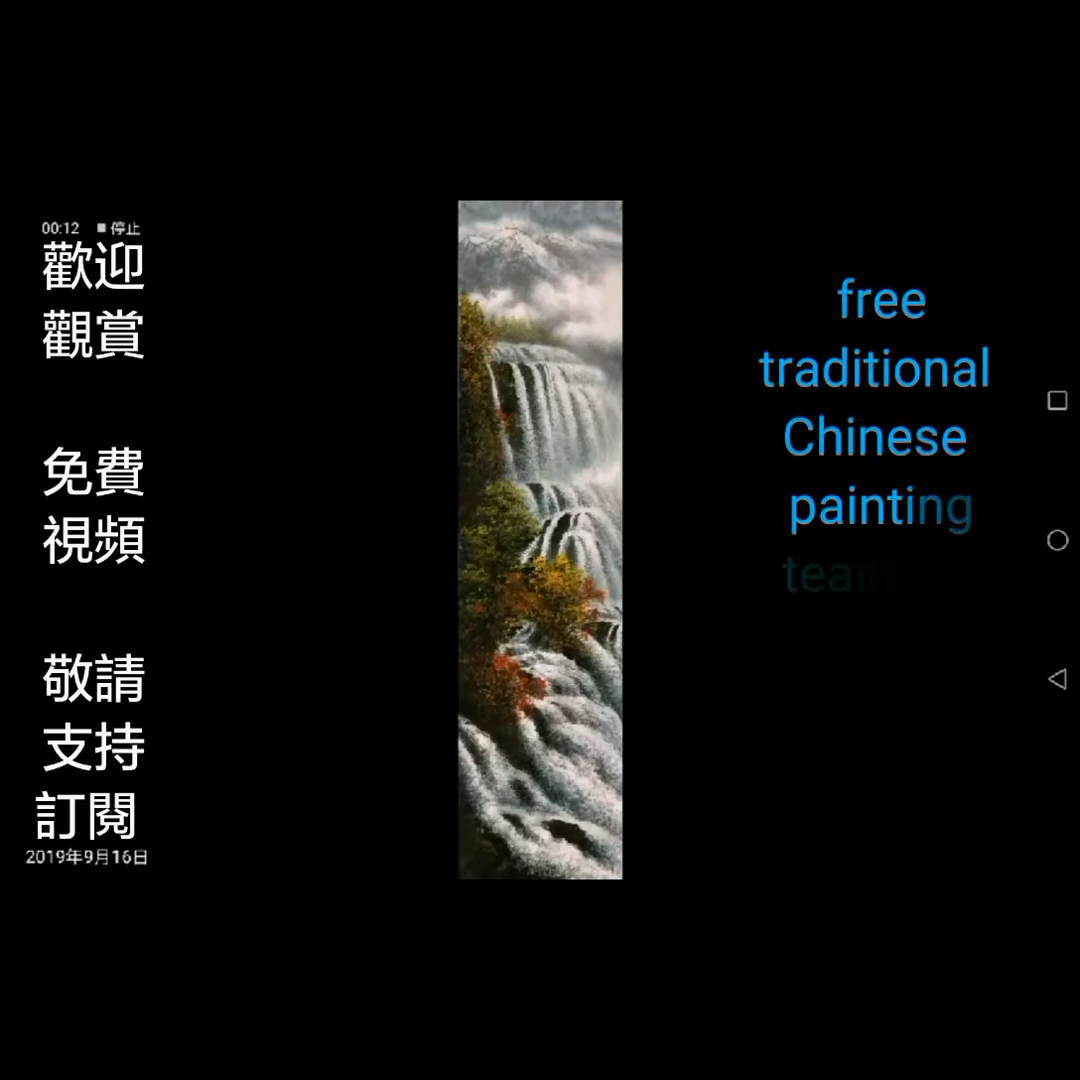 00:12 ■停止
歡迎
觀賞
免費
視頻
敬請
支持
訂閱
2019年9月16日
free
traditional
Chinese
painting